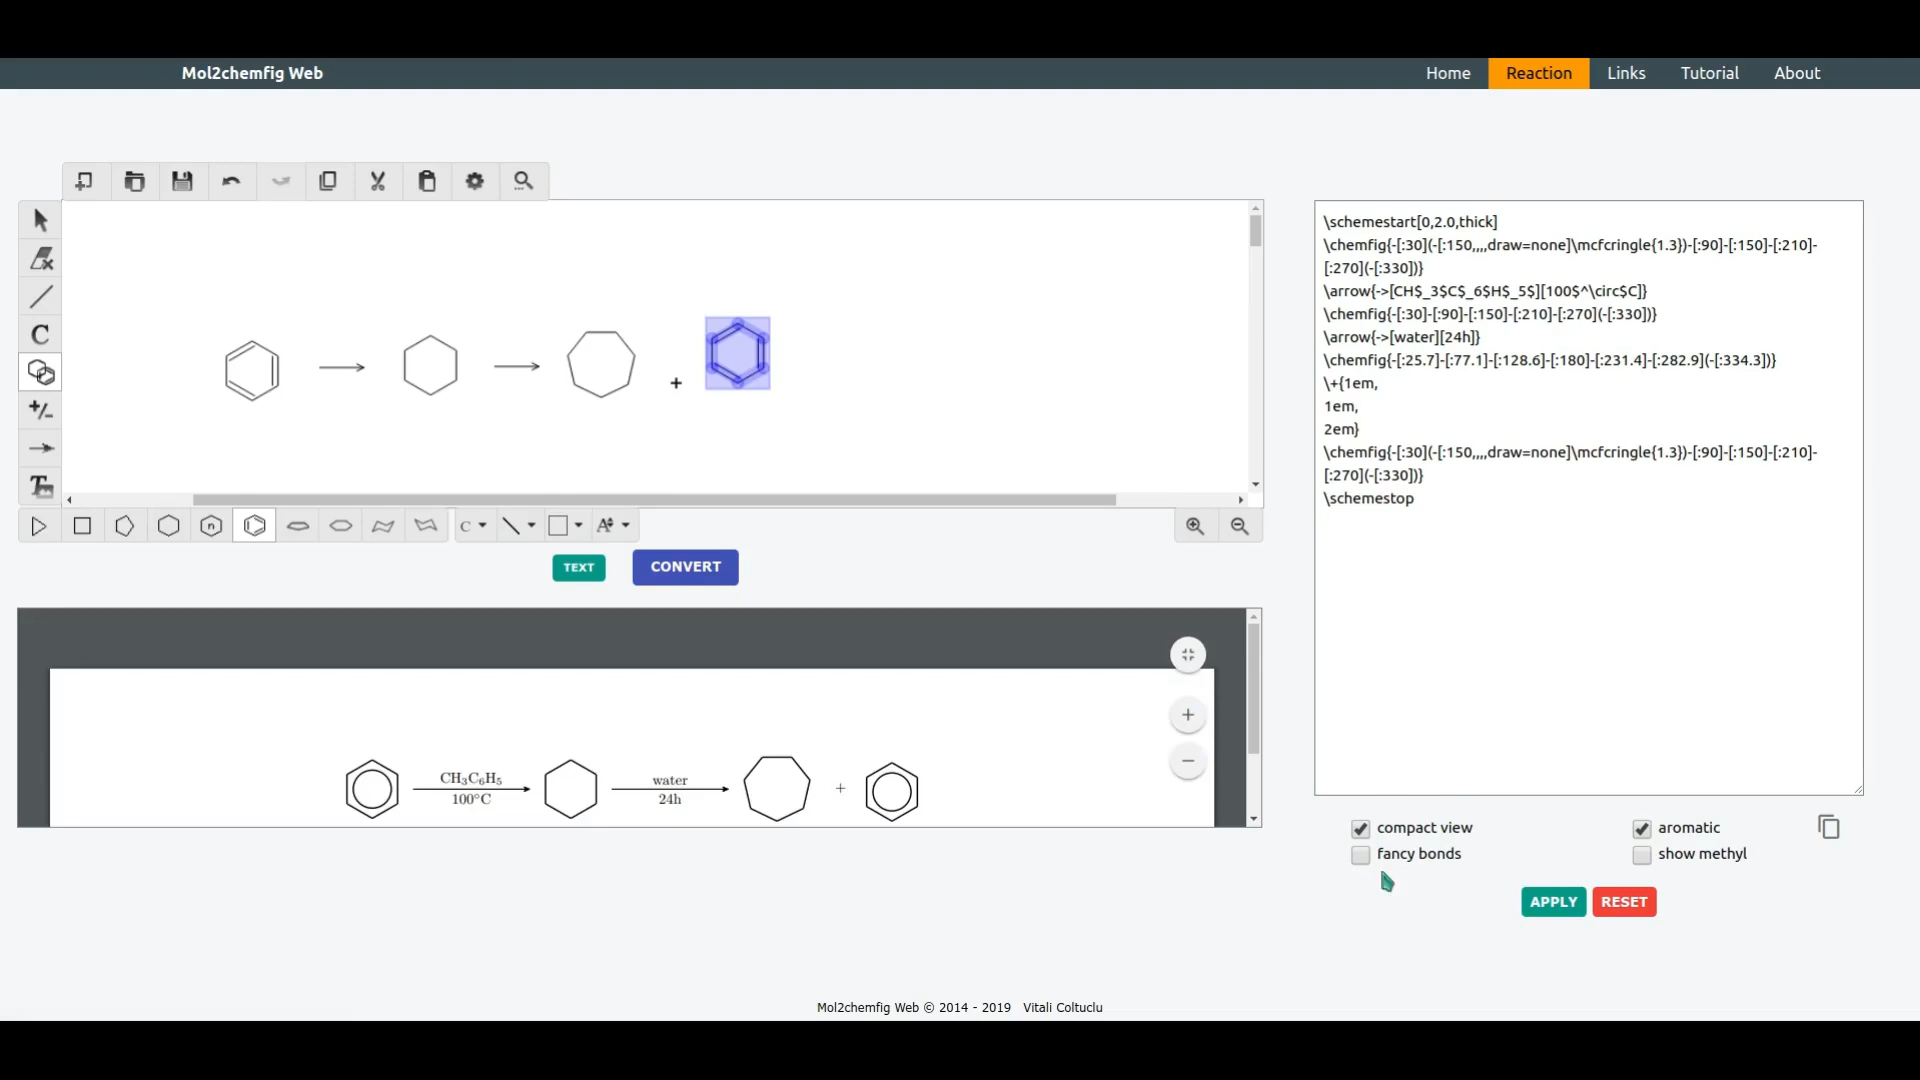 Mol2chemfig Web
Home Reaction Links Tutorial About
C
+/-
T
n
C A
TEXT CONVERT
+
\schemestart[0,2.0,thick]
\chemfig{-[:30](-[:150,,,,draw=none]\mcfcringle{1.3})-[:90]-[:150]-[:210]-
[:270](-[:330])}
\arrow{->[CH$_3$C$_6$H$_5$][100$^\circ$C]}
\chemfig{-[:30]-[:90]-[:150]-[:210]-[:270](-[:330])}
\arrow{->[water][24h]}
\chemfig{-[:25.7]-[:77.1]-[:128.6]-[:180]-[:231.4]-[:282.9](-[:334.3])}
\+{1em,
1em,
2em}
\chemfig{-[:30](-[:150,,,,draw=none]\mcfcringle{1.3})-[:90]-[:150]-[:210]-
[:270](-[:330])}
\schemestop
CH₃C₆H₅
100°C
water
24h
+
compact view aromatic
fancy bonds show methyl
APPLY RESET
Mol2chemfig Web © 2014 - 2019 Vitali Coltuclu